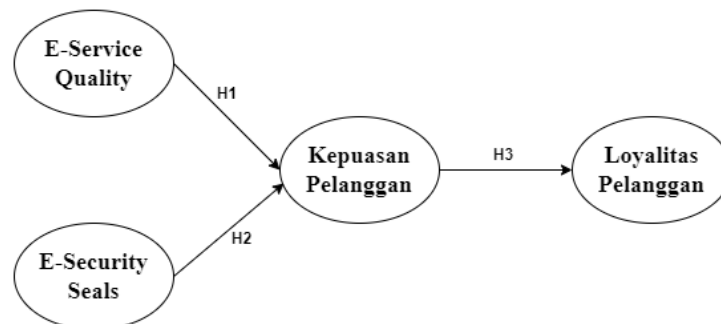 E-Service
Quality
H1
Kepuasan
Pelanggan
H3
Loyalitas
Pelanggan
H2
E-Security
Seals